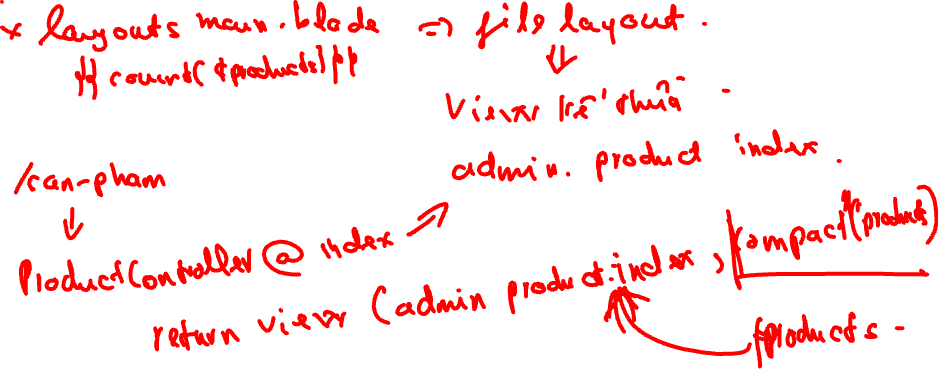 * layouts main.blade => file layout.
{{ count($products) }}
View kế thừa -
admin. product index.
/san-pham
ProductController @ index
return view (admin product.index, compact("products")
$products -